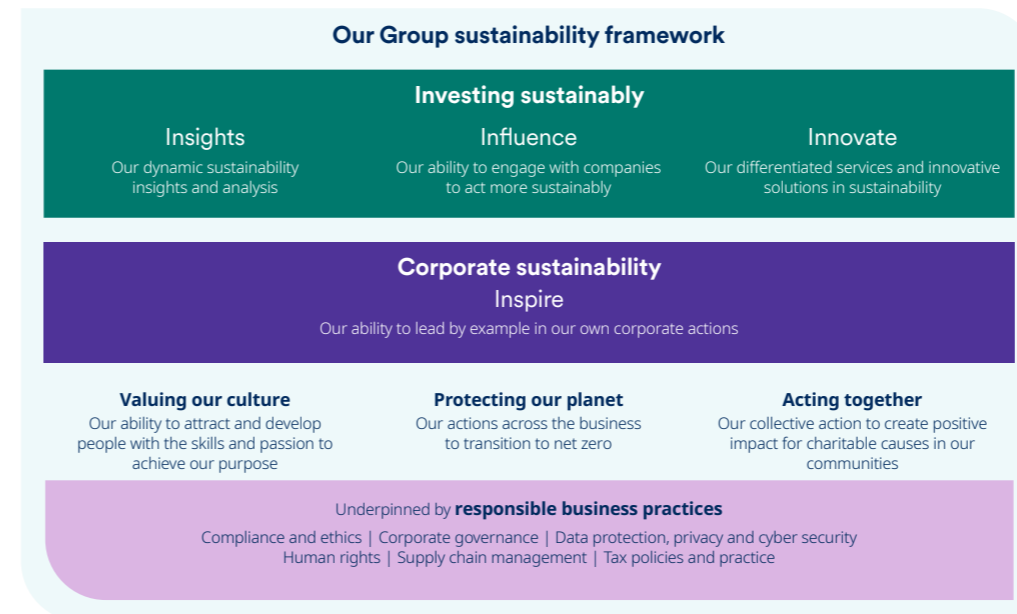 Our Group sustainability framework
Investing sustainably
Insights
Our dynamic sustainability
insights and analysis
Influence
Our ability to engage with companies
to act more sustainably
Innovate
Our differentiated services and innovative
solutions in sustainability
Corporate sustainability
Inspire
Our ability to lead by example in our own corporate actions
Valuing our culture
Our ability to attract and develop
people with the skills and passion to
achieve our purpose
Protecting our planet
Our actions across the business
to transition to net zero
Acting together
Our collective action to create positive
impact for charitable causes in our
communities
Underpinned by responsible business practices
Compliance and ethics | Corporate governance | Data protection, privacy and cyber security
Human rights | Supply chain management | Tax policies and practice